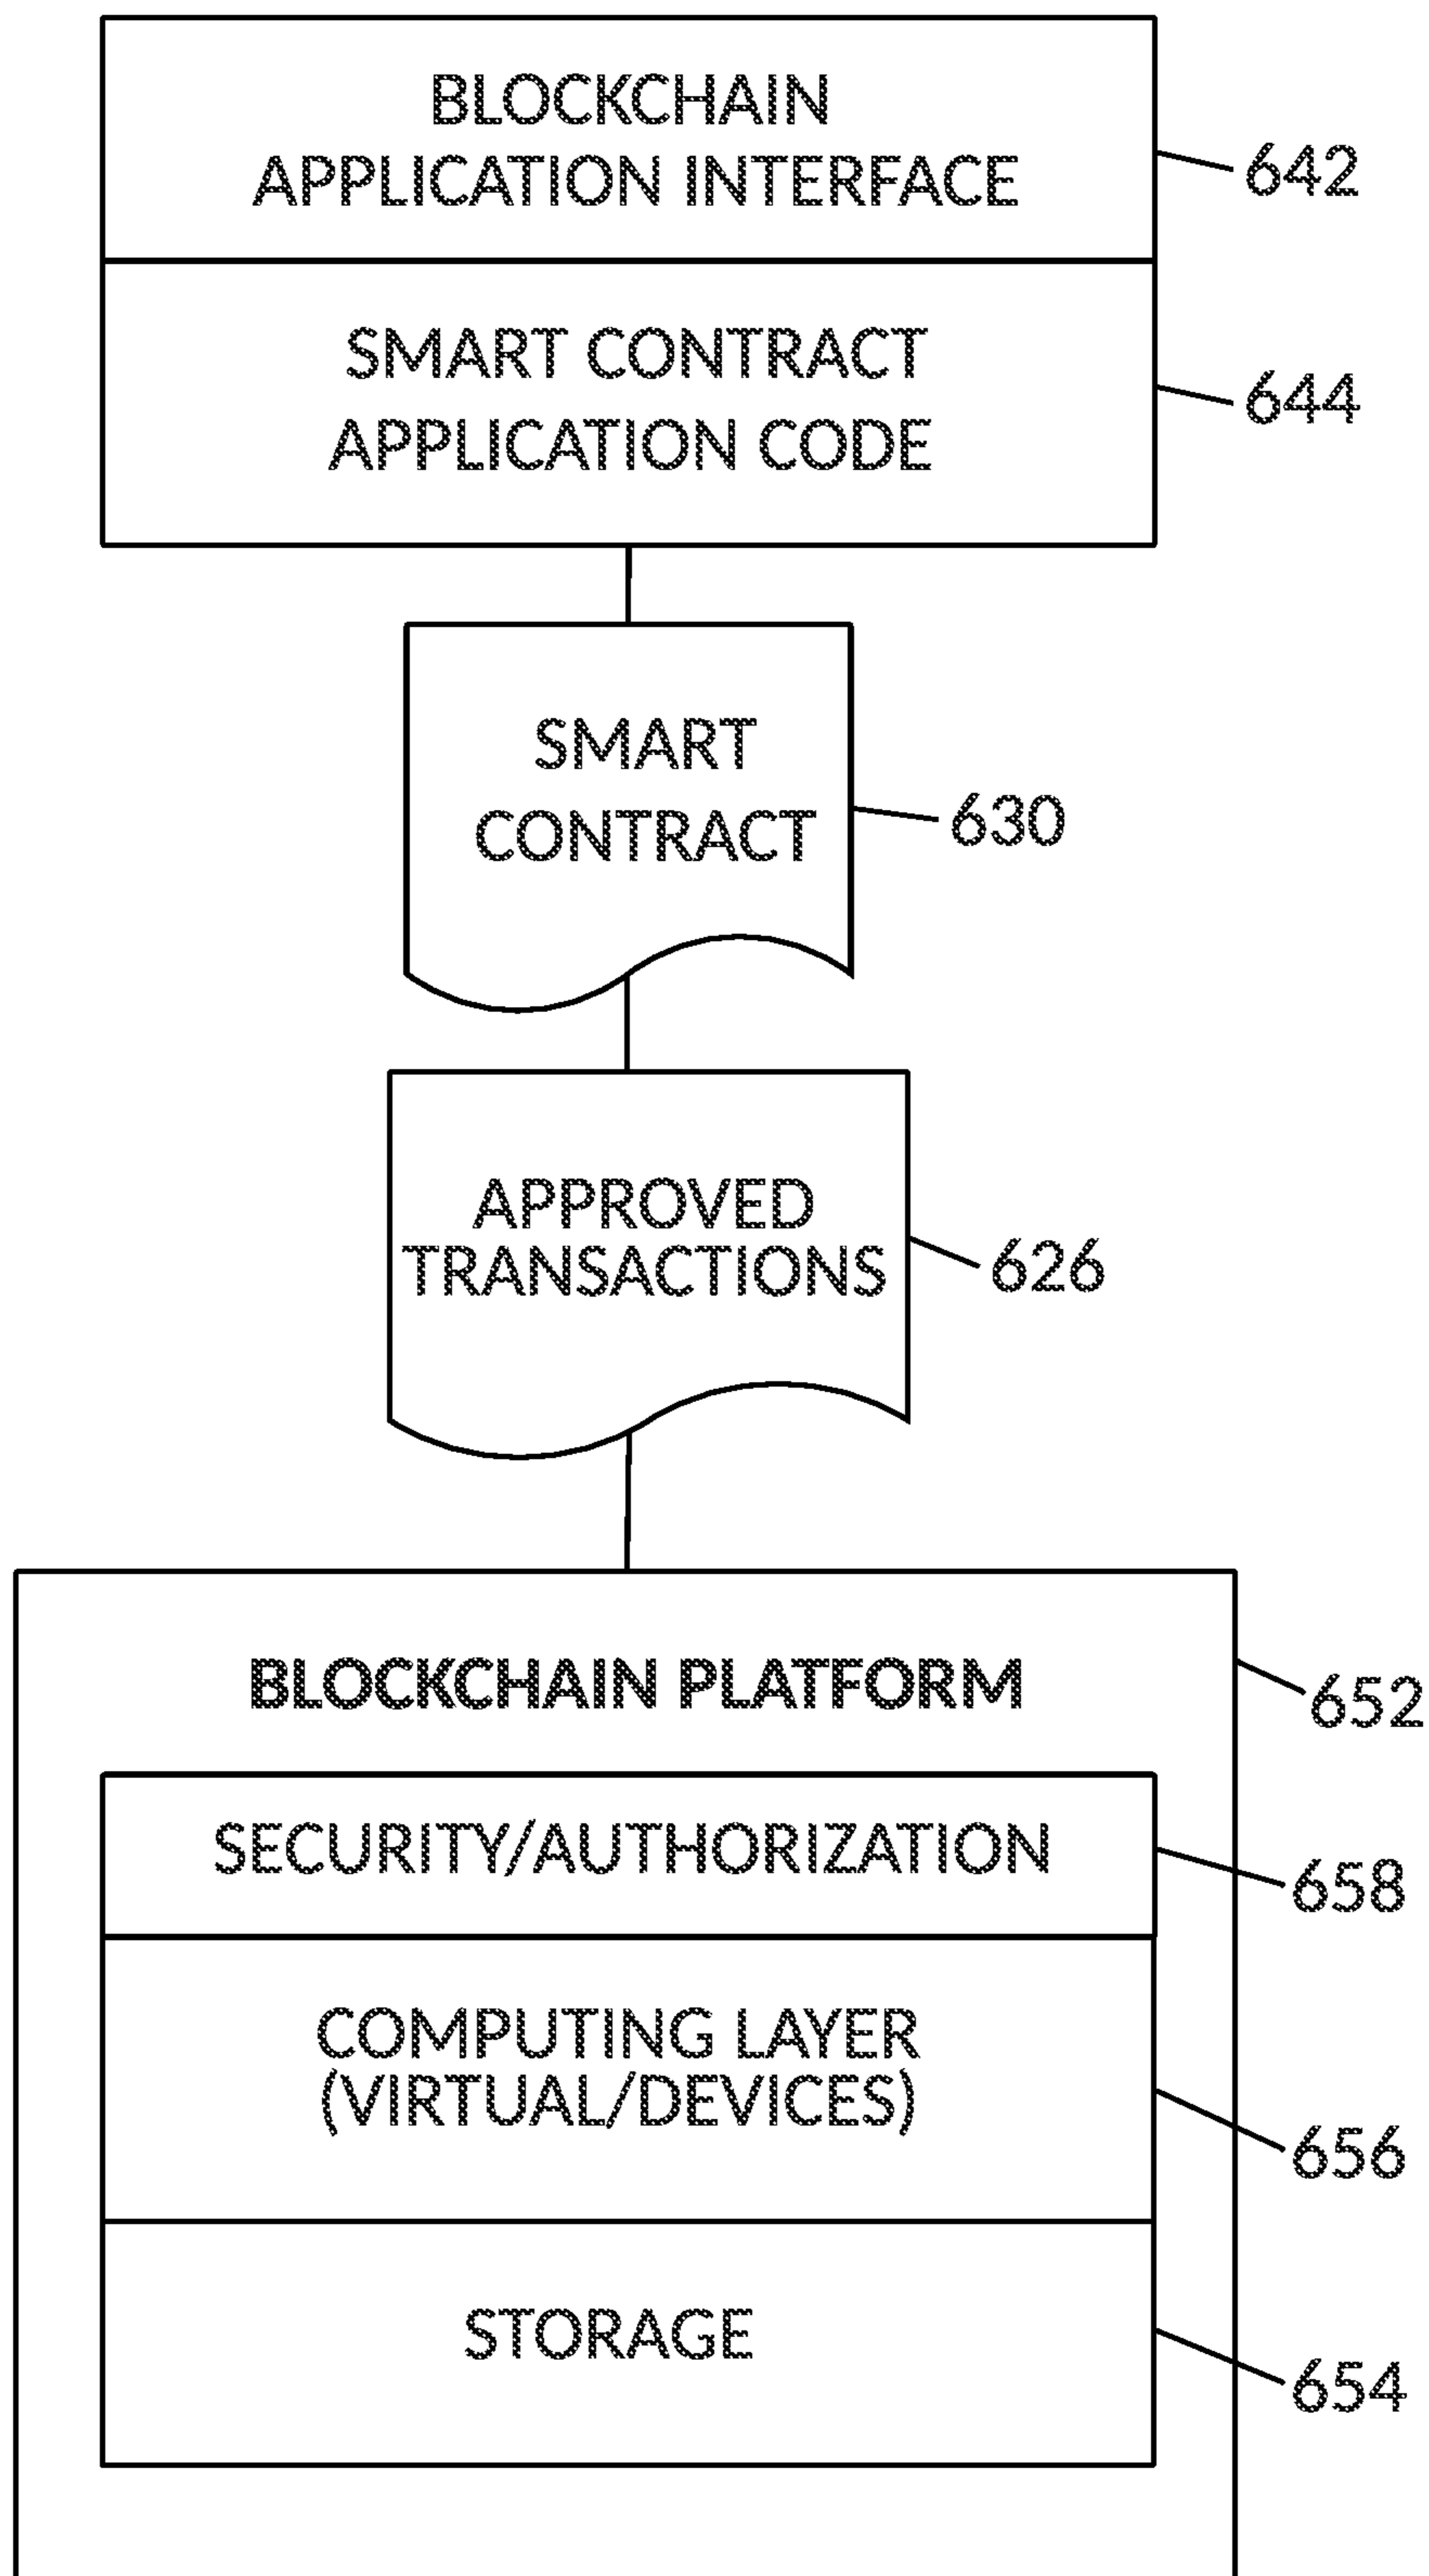 BLOCKCHAIN
APPLICATION INTERFACE
642
SMART CONTRACT
APPLICATION CODE
644
SMART
CONTRACT
630
APPROVED
TRANSACTIONS
626
BLOCKCHAIN PLATFORM
652
SECURITY/AUTHORIZATION
658
COMPUTING LAYER
(VIRTUAL/DEVICES)
656
STORAGE
654